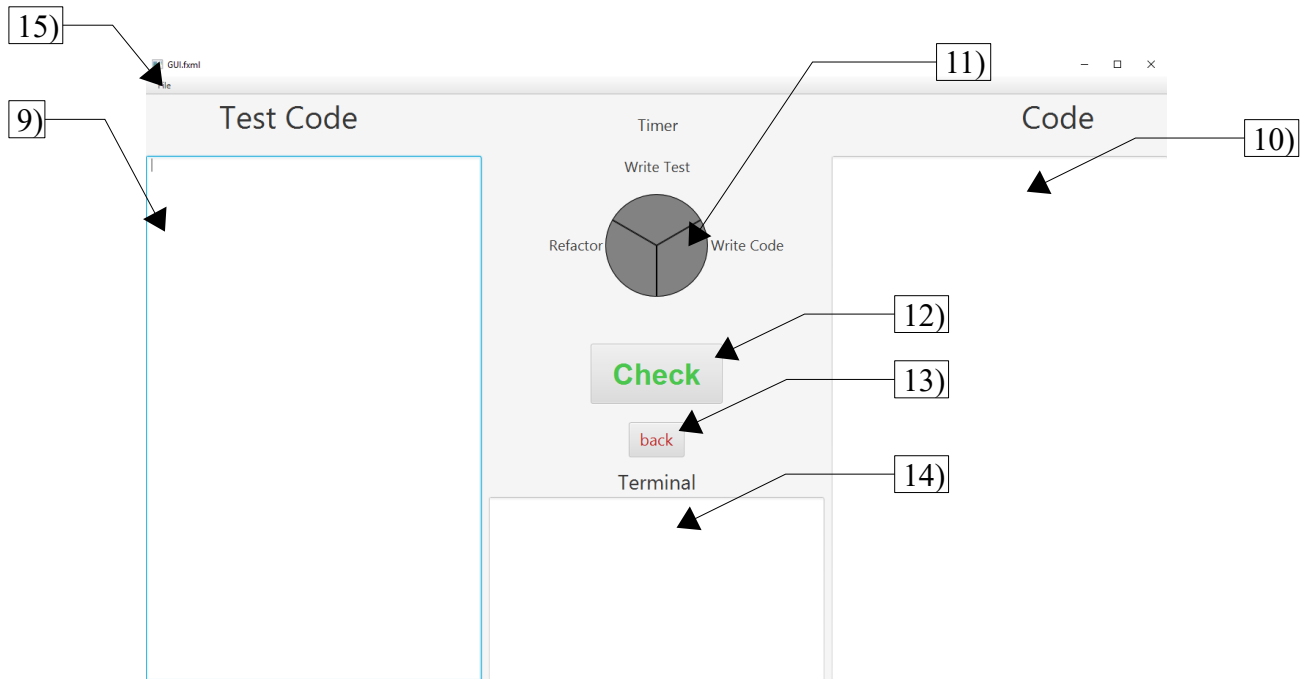 15)
GUI.fxml
11)
File
9)
Test Code
Timer
Code
10)
Write Test
Refactor
Write Code
12)
Check
13)
back
14)
Terminal